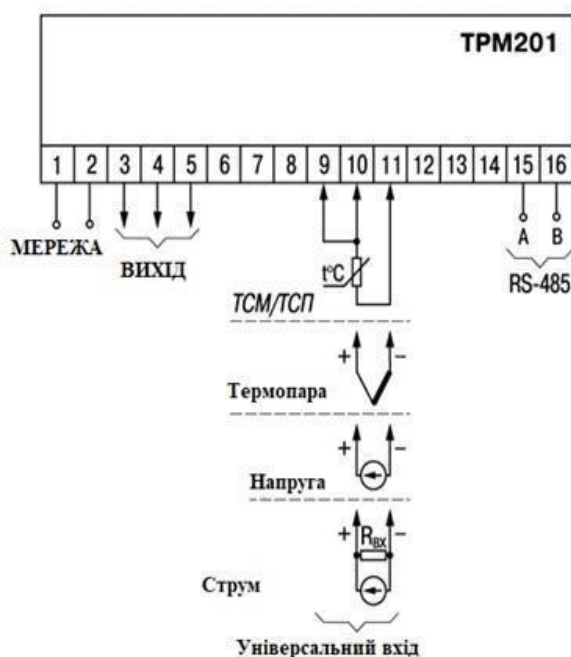 ТРМ201
1 2 3 4 5 6 7 8 9 10 11 12 13 14 15 16
МЕРЕЖА
ВИХІД
A B
RS-485
t°C
ТСМ/ТСП
+ −
Термопара
+ −
Напруга
+ Rвх −
Струм
Універсальний вхід